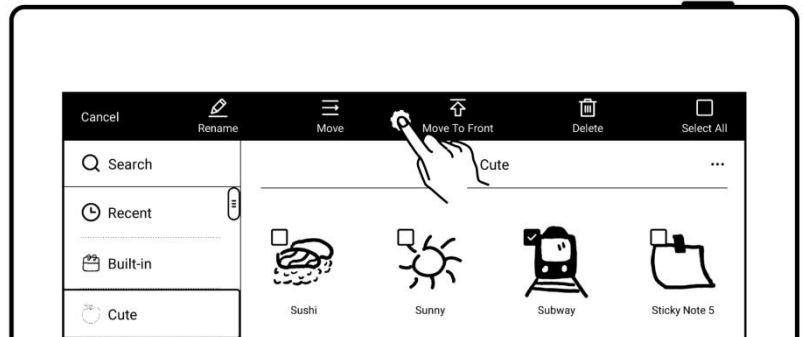 Cancel
Rename
Move
Move To Front
Delete
Select All
Search
Cute
...
Recent
Built-in
Cute
Sushi
Sunny
Subway
Sticky Note 5